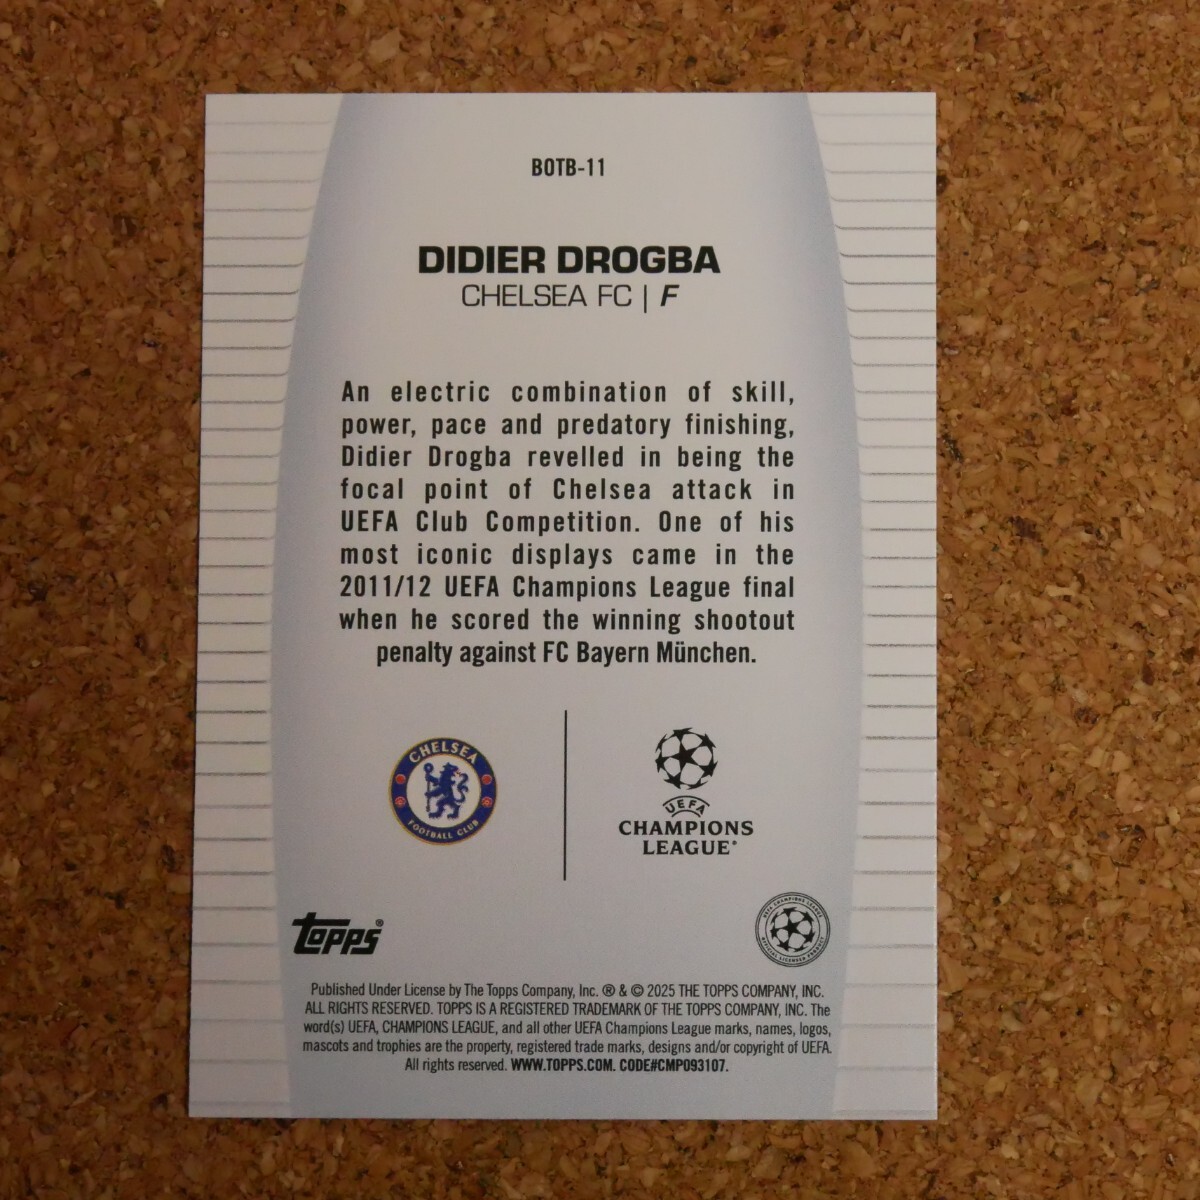 BOTB-11
DIDIER DROGBA
CHELSEA FC | F
An electric combination of skill,
power, pace and predatory finishing,
Didier Drogba revelled in being the
focal point of Chelsea attack in
UEFA Club Competition. One of his
most iconic displays came in the
2011/12 UEFA Champions League final
when he scored the winning shootout
penalty against FC Bayern München.
CHELSEA
FOOTBALL CLUB
UEFA
CHAMPIONS
LEAGUE®
topps®
UEFA CHAMPIONS LEAGUE
OFFICIAL LICENSED PRODUCT
Published Under License by The Topps Company, Inc. ® & © 2025 THE TOPPS COMPANY, INC.
ALL RIGHTS RESERVED. TOPPS IS A REGISTERED TRADEMARK OF THE TOPPS COMPANY, INC. The
word(s) UEFA, CHAMPIONS LEAGUE, and all other UEFA Champions League marks, names, logos,
mascots and trophies are the property, registered trade marks, designs and/or copyright of UEFA.
All rights reserved. WWW.TOPPS.COM. CODE#CMP093107.